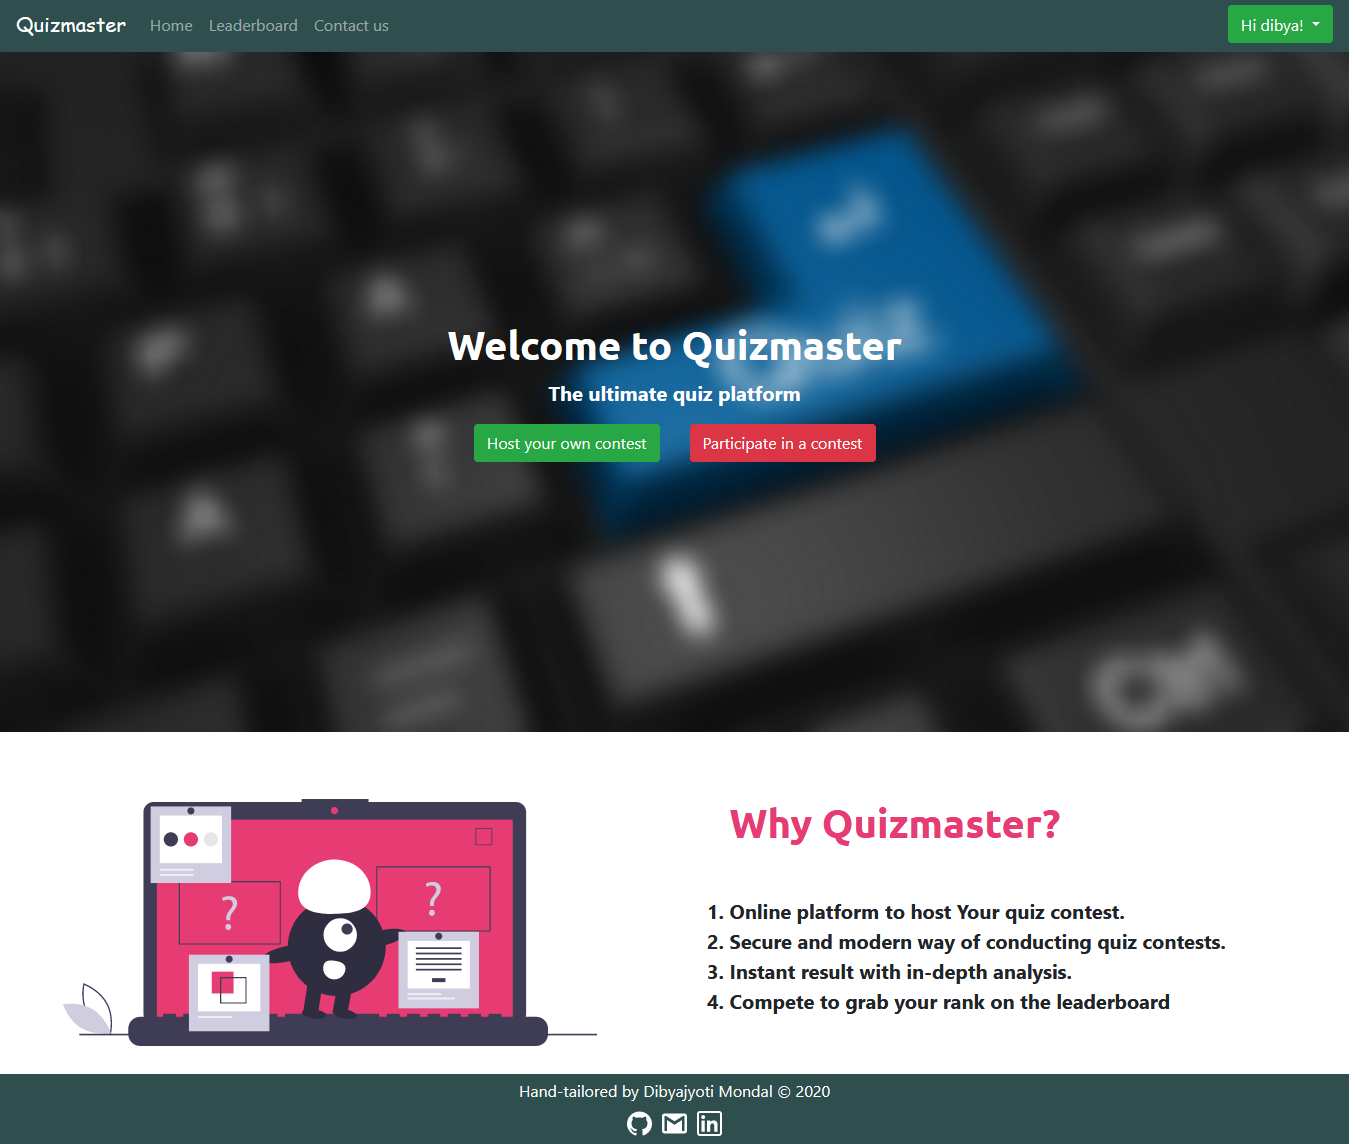 Quizmaster Home Leaderboard Contact us Hi dibya!
Welcome to Quizmaster
The ultimate quiz platform
Host your own contest Participate in a contest
Why Quizmaster?
1. Online platform to host Your quiz contest.
2. Secure and modern way of conducting quiz contests.
3. Instant result with in-depth analysis.
4. Compete to grab your rank on the leaderboard
? ?
Hand-tailored by Dibyajyoti Mondal © 2020
in